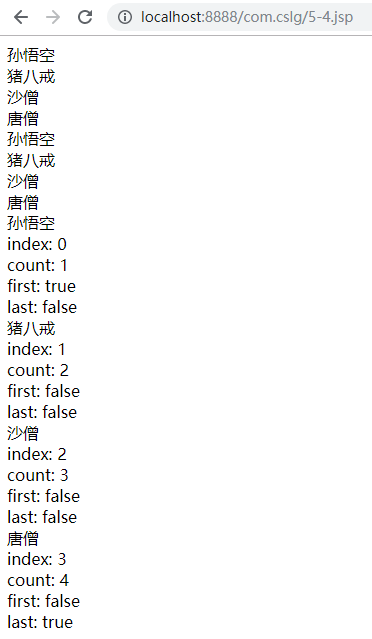 localhost:8888/com.cslg/5-4.jsp
孙悟空
猪八戒
沙僧
唐僧
孙悟空
猪八戒
沙僧
唐僧
孙悟空
index: 0
count: 1
first: true
last: false
猪八戒
index: 1
count: 2
first: false
last: false
沙僧
index: 2
count: 3
first: false
last: false
唐僧
index: 3
count: 4
first: false
last: true